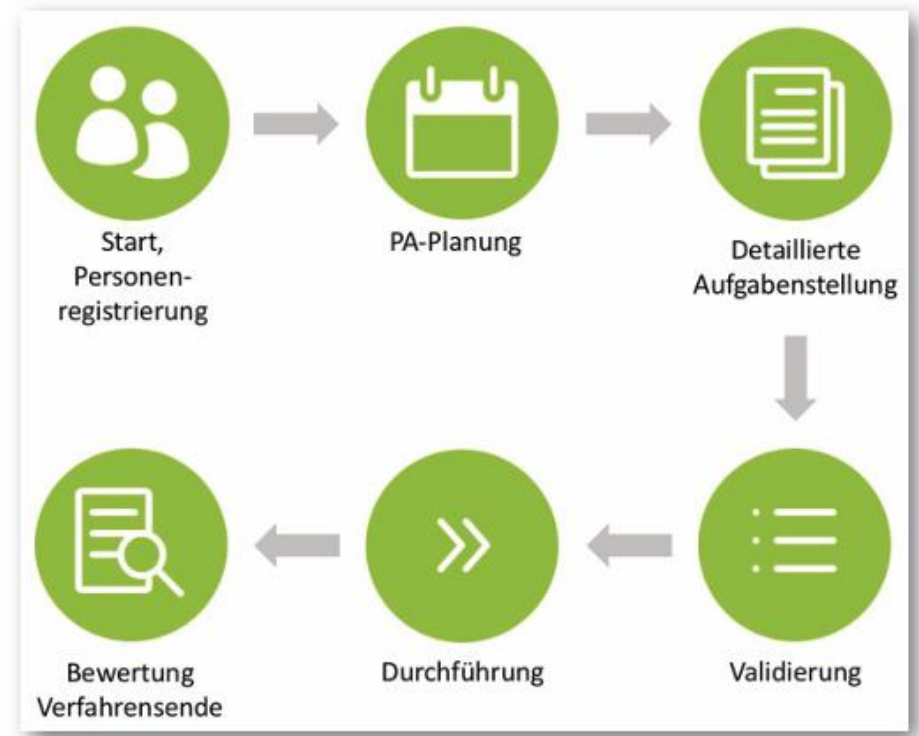 Start,
Personen-
registrierung
PA-Planung
Detaillierte
Aufgabenstellung
Validierung
Durchführung
Bewertung
Verfahrensende